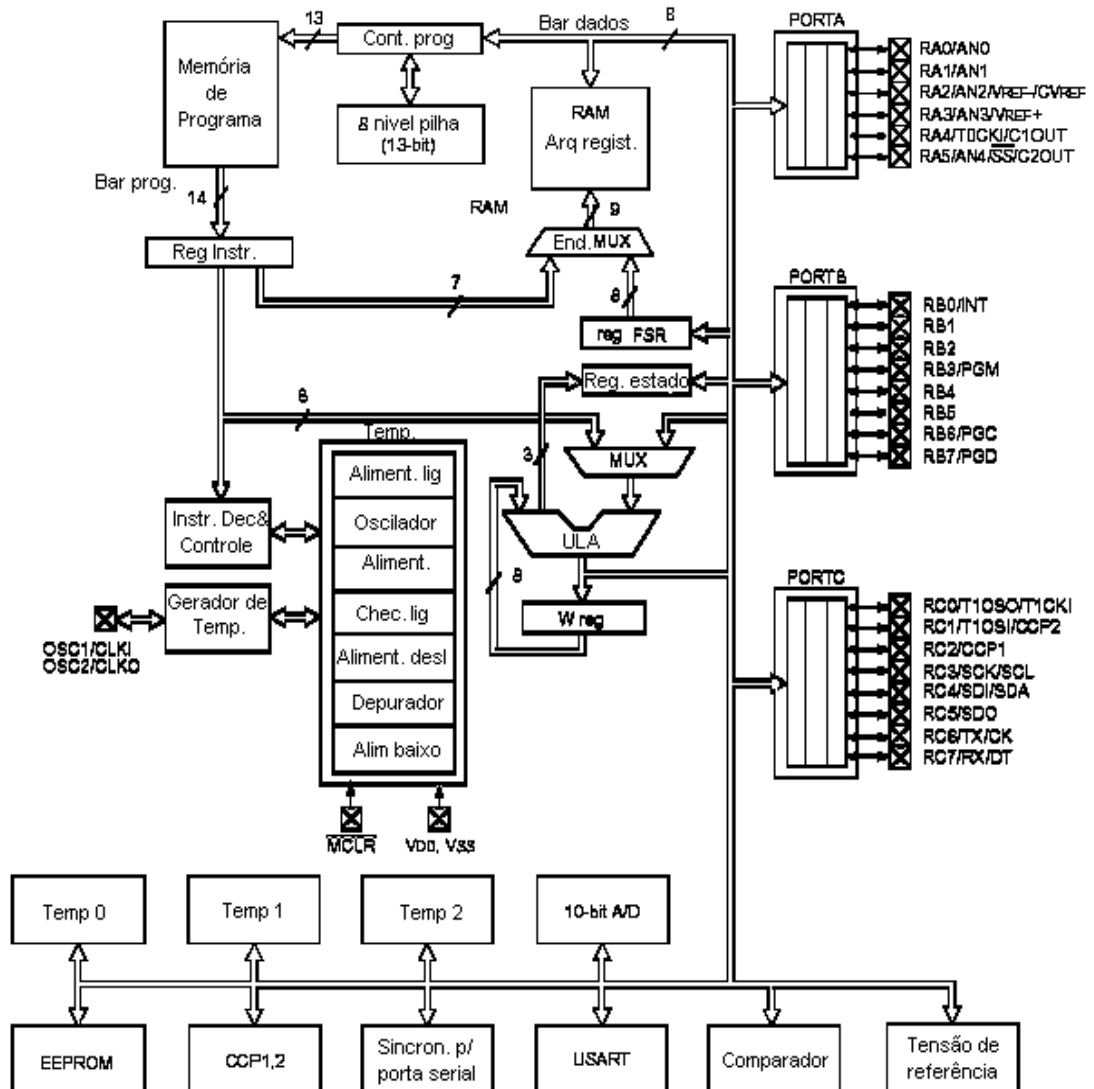 13
Cont. prog
Bar dados
8
PORTA
Memória
de
Programa
8 nivel pilha
(13-bit)
RAM
Arq regist.
RA0/AN0
RA1/AN1
RA2/AN2/VREF-/CVREF
RA3/AN3/VREF+
RA4/T0CKI/C1OUT
RA5/AN4/SS/C2OUT
Bar prog.
14
RAM
9
Reg Instr.
End. MUX
7
8
reg FSR
Reg. estado
PORTB
RB0/INT
RB1
RB2
RB3/PGM
RB4
RB5
RB6/PGC
RB7/PGD
8
Temp.
3
MUX
Aliment. lig
Oscilador
Aliment.
Chec. lig
Aliment. desl
Depurador
Alim baixo
Instr. Dec&
Controle
ULA
8
W reg
Gerador de
Temp.
OSC1/CLKI
OSC2/CLKO
PORTC
RC0/T1OSO/T1CKI
RC1/T1OSI/CCP2
RC2/CCP1
RC3/SCK/SCL
RC4/SDI/SDA
RC5/SDO
RC6/TX/CK
RC7/RX/DT
MCLR
VDD, VSS
Temp 0
Temp 1
Temp 2
10-bit A/D
EEPROM
CCP1,2
Sincron. p/
porta serial
USART
Comparador
Tensão de
referência